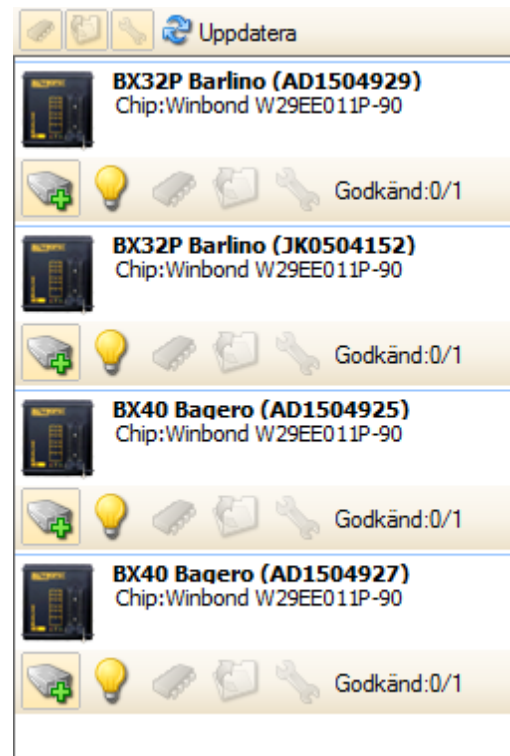 Uppdatera
BX32P Barlino (AD1504929)
Chip:Winbond W29EE011P-90
Godkänd:0/1
BX32P Barlino (JK0504152)
Chip:Winbond W29EE011P-90
Godkänd:0/1
BX40 Bagero (AD1504925)
Chip:Winbond W29EE011P-90
Godkänd:0/1
BX40 Bagero (AD1504927)
Chip:Winbond W29EE011P-90
Godkänd:0/1